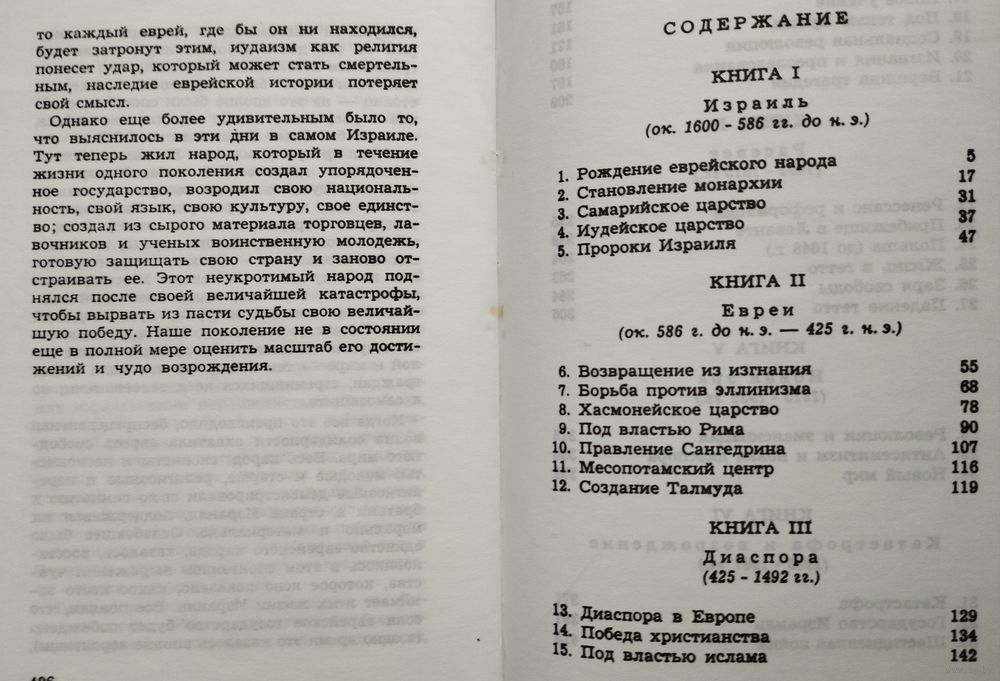 то каждый еврей, где бы он ни находился,
будет затронут этим, иудаизм как религия
понесет удар, который может стать смертель-
ным, наследие еврейской истории потеряет
свой смысл.
Однако еще более удивительным было то,
что выяснилось в эти дни в самом Израиле.
Тут теперь жил народ, который в течение
жизни одного поколения создал упорядочен-
ное государство, возродил свою националь-
ность, свой язык, свою культуру, свое единст-
во; создал из сырого материала торговцев, ла-
вочников и ученых воинственную молодежь,
готовую защищать свою страну и заново от-
страивать ее. Этот неукротимый народ под-
нялся после своей величайшей катастрофы,
чтобы вырвать из пасти судьбы свою величай-
шую победу. Наше поколение не в состоянии
еще в полной мере оценить масштаб его дости-
жений и чудо возрождения.
СОДЕРЖАНИЕ
КНИГА I
Израиль
(ок. 1600 - 586 гг. до н. э.)
1. Рождение еврейского народа 5
2. Становление монархии 17
3. Самарийское царство 31
4. Иудейское царство 37
5. Пророки Израиля 47
КНИГА II
Евреи
(ок. 586 г. до н. э. — 425 г. н. э.)
6. Возвращение из изгнания 55
7. Борьба против эллинизма 68
8. Хасмонейское царство 78
9. Под властью Рима 90
10. Правление Сангедрина 107
11. Месопотамский центр 116
12. Создание Талмуда 119
КНИГА III
Диаспора
(425 - 1492 гг.)
13. Диаспора в Европе 129
14. Победа христианства 134
15. Под властью ислама 142